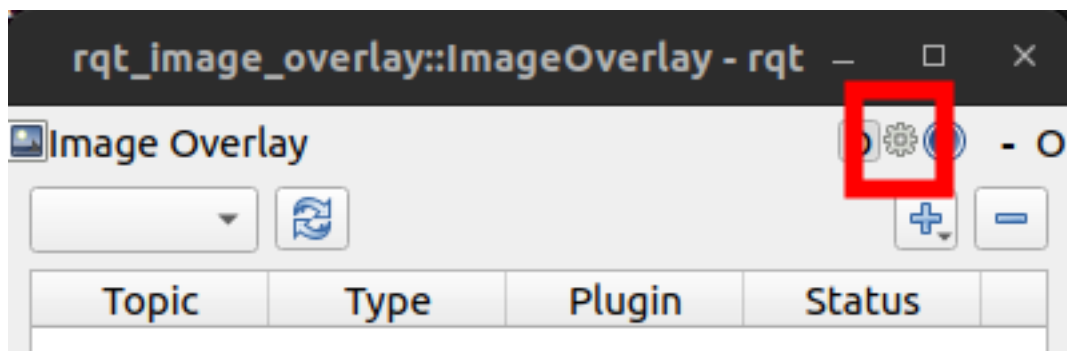 rqt_image_overlay::ImageOverlay - rqt
Image Overlay - O
Topic Type Plugin Status